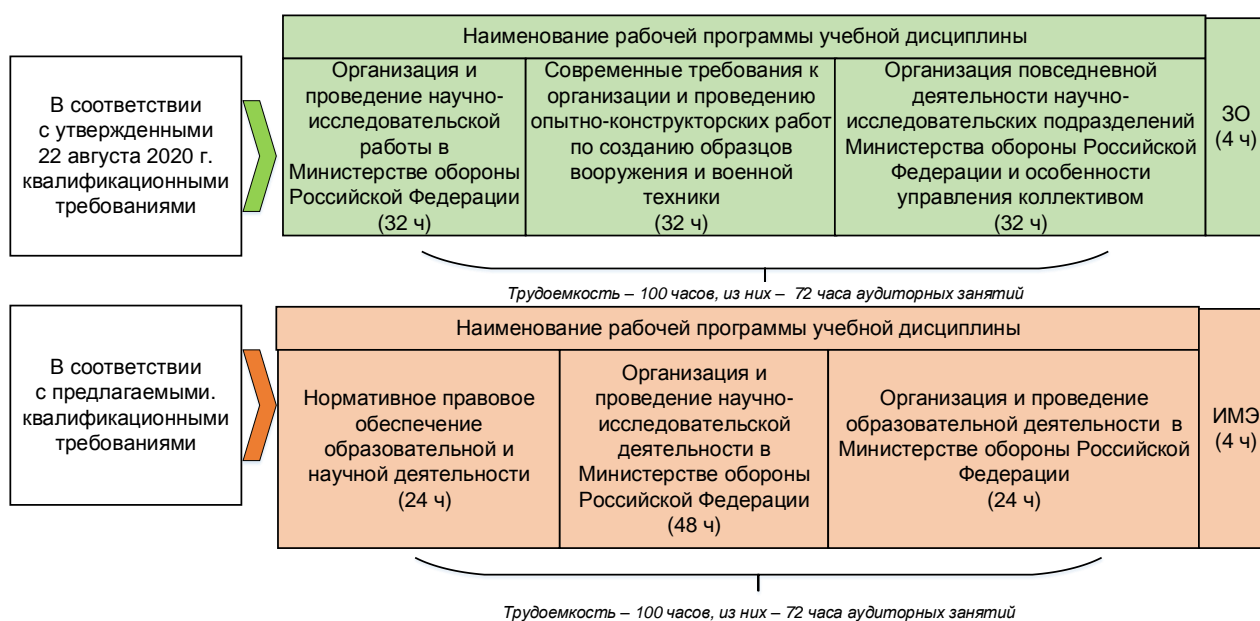 В соответствии
с утвержденными
22 августа 2020 г.
квалификационными
требованиями
Наименование рабочей программы учебной дисциплины
Организация и
проведение научно-
исследовательской
работы в
Министерстве обороны
Российской Федерации
(32 ч)
Современные требования к
организации и проведению
опытно-конструкторских работ
по созданию образцов
вооружения и военной
техники
(32 ч)
Организация повседневной
деятельности научно-
исследовательских подразделений
Министерства обороны Российской
Федерации и особенности
управления коллективом
(32 ч)
ЗО
(4 ч)
Трудоемкость – 100 часов, из них – 72 часа аудиторных занятий
В соответствии
с предлагаемыми.
квалификационными
требованиями
Наименование рабочей программы учебной дисциплины
Нормативное правовое
обеспечение
образовательной и
научной деятельности
(24 ч)
Организация и
проведение научно-
исследовательской
деятельности в
Министерстве обороны
Российской Федерации
(48 ч)
Организация и проведение
образовательной деятельности в
Министерстве обороны Российской
Федерации
(24 ч)
ИМЭ
(4 ч)
Трудоемкость – 100 часов, из них – 72 часа аудиторных занятий